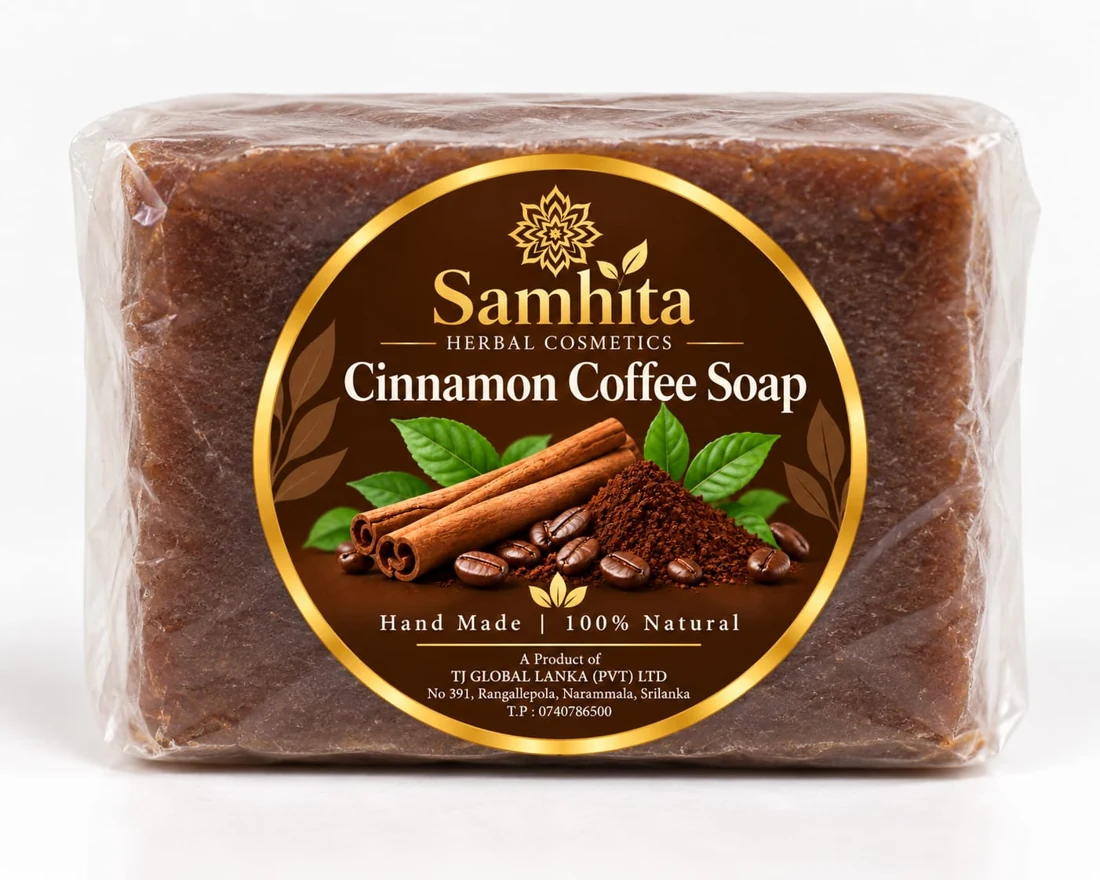 Samhita
HERBAL COSMETICS
Cinnamon Coffee Soap
Hand Made | 100% Natural
A Product of
TJ GLOBAL LANKA (PVT) LTD
No 391, Rangallepola, Narammala, Srilanka
T.P : 0740786500